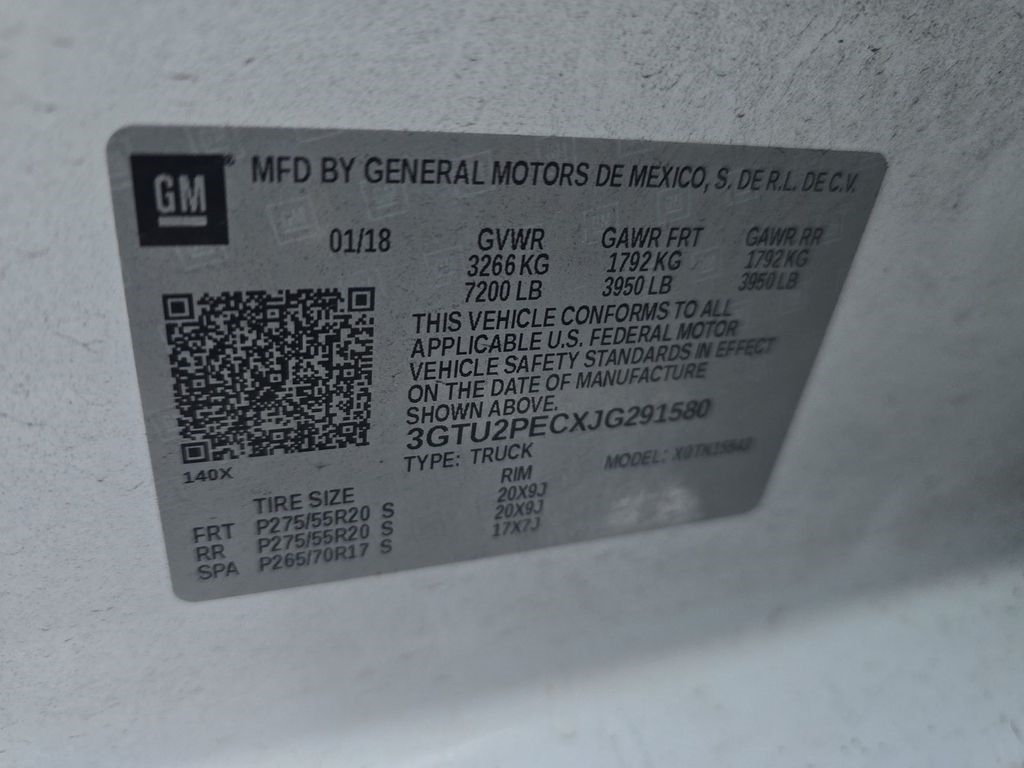 GM® MFD BY GENERAL MOTORS DE MEXICO, S. DE R.L. DE C.V.
01/18 GVWR GAWR FRT GAWR RR
3266 KG 1792 KG 1792 KG
7200 LB 3950 LB 3950 LB
THIS VEHICLE CONFORMS TO ALL
APPLICABLE U.S. FEDERAL MOTOR
VEHICLE SAFETY STANDARDS IN EFFECT
ON THE DATE OF MANUFACTURE
SHOWN ABOVE.
3GTU2PECXJG291580
140X
TYPE: TRUCK MODEL:
TIRE SIZE RIM
FRT P275/55R20 S 20X9J
RR P275/55R20 S 20X9J
SPA P265/70R17 S 17X7J